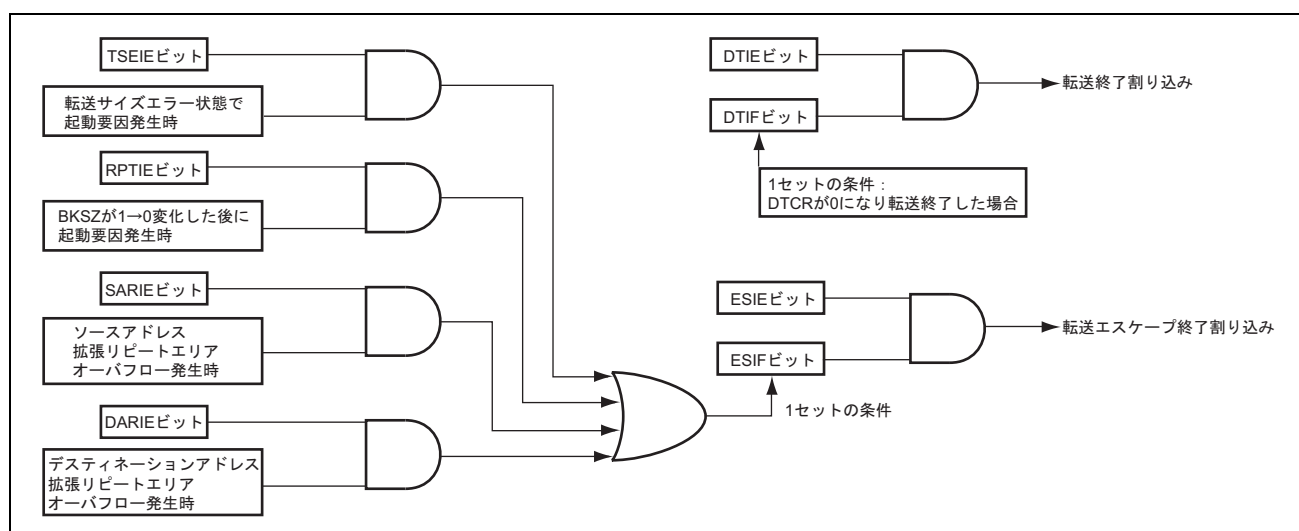 TSEIEビット
転送サイズエラー状態で
起動要因発生時
RPTIEビット
BKSZが1→0変化した後に
起動要因発生時
SARIEビット
ソースアドレス
拡張リピートエリア
オーバフロー発生時
DARIEビット
デスティネーションアドレス
拡張リピートエリア
オーバフロー発生時
DTIEビット
DTIFビット
転送終了割り込み
1セットの条件：
DTCRが0になり転送終了した場合
ESIEビット
ESIFビット
転送エスケープ終了割り込み
1セットの条件